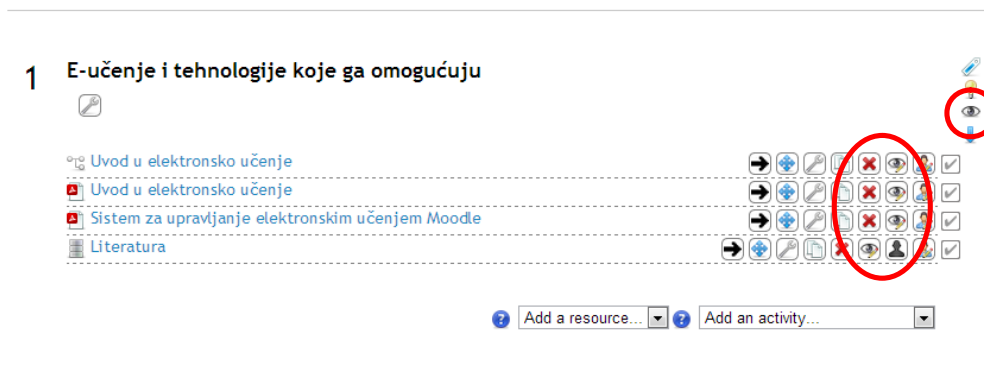 1 E-učenje i tehnologije koje ga omogućuju
Uvod u elektronsko učenje
Uvod u elektronsko učenje
Sistem za upravljanje elektronskim učenjem Moodle
Literatura
Add a resource... Add an activity...